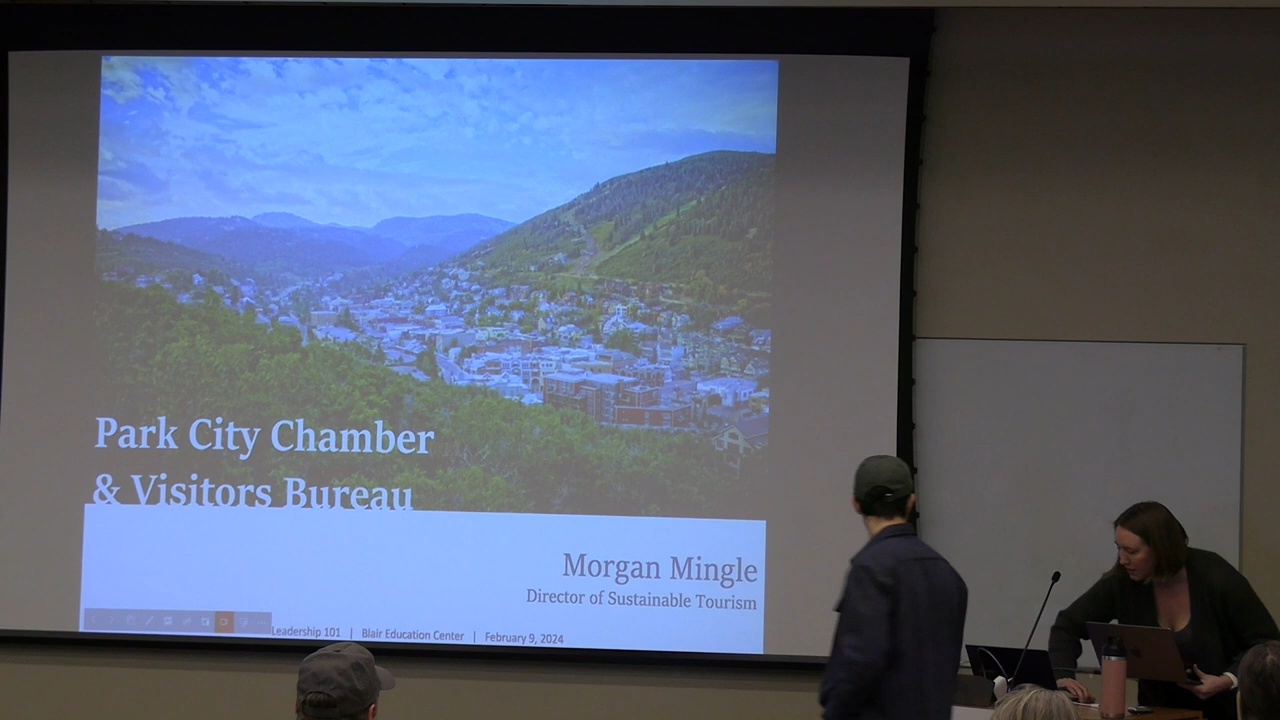 Park City Chamber
& Visitors Bureau
Morgan Mingle
Director of Sustainable Tourism
Leadership 101 | Blair Education Center | February 9, 2024